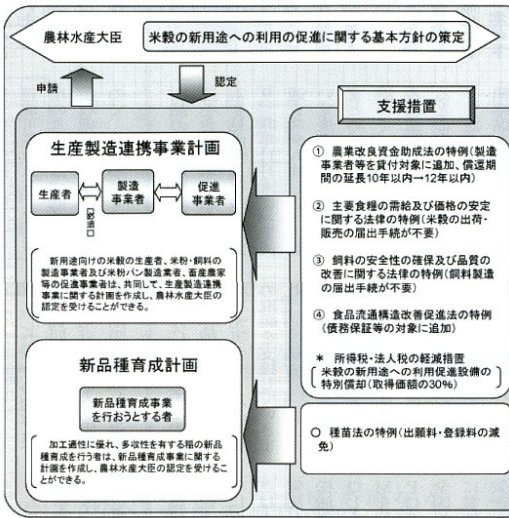 農林水産大臣
米穀の新用途への利用の促進に関する基本方針の策定
申請
認定
生産製造連携事業計画
生産者
製造
事業者
促進
事業者
新用途向けの米穀の生産者、米粉・飼料の
製造事業者及び米粉パン製造業者、畜産農家
等の促進事業者は、共同して、生産製造連携
事業に関する計画を作成し、農林水産大臣の
認定を受けることができる。
新品種育成計画
新品種育成事業
を行おうとする者
加工適性に優れ、多収性を有する稲の新品
種育成を行う者は、新品種育成事業に関する
計画を作成し、農林水産大臣の認定を受けるこ
とができる。
支援措置
① 農業改良資金助成法の特例(製造
事業者等を貸付対象に追加、償還
期間の延長10年以内→12年以内)
② 主要食糧の需給及び価格の安定
に関する法律の特例(米穀の出荷・
販売の届出手続が不要)
③ 飼料の安全性の確保及び品質の
改善に関する法律の特例(飼料製造
の届出手続が不要)
④ 食品流通構造改善促進法の特例
(債務保証等の対象に追加)
* 所得税・法人税の軽減措置
米穀の新用途への利用促進設備の
特別償却(取得価額の30%)
○ 種苗法の特例(出願料・登録料の減
免)